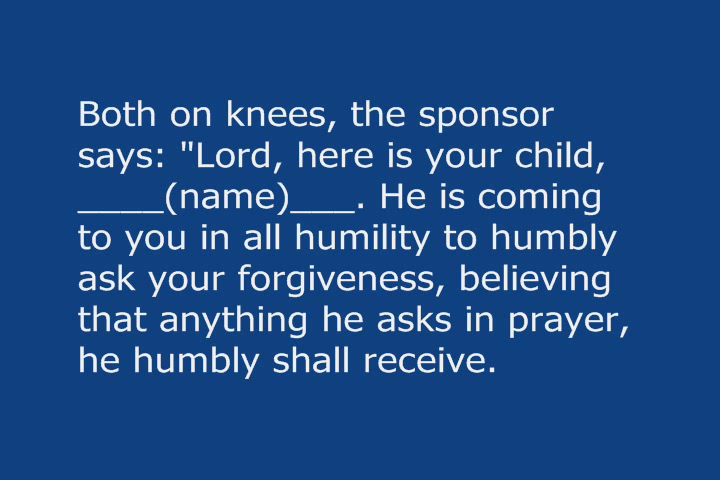 Both on knees, the sponsor
says: "Lord, here is your child,
____(name)___. He is coming
to you in all humility to humbly
ask your forgiveness, believing
that anything he asks in prayer,
he humbly shall receive.